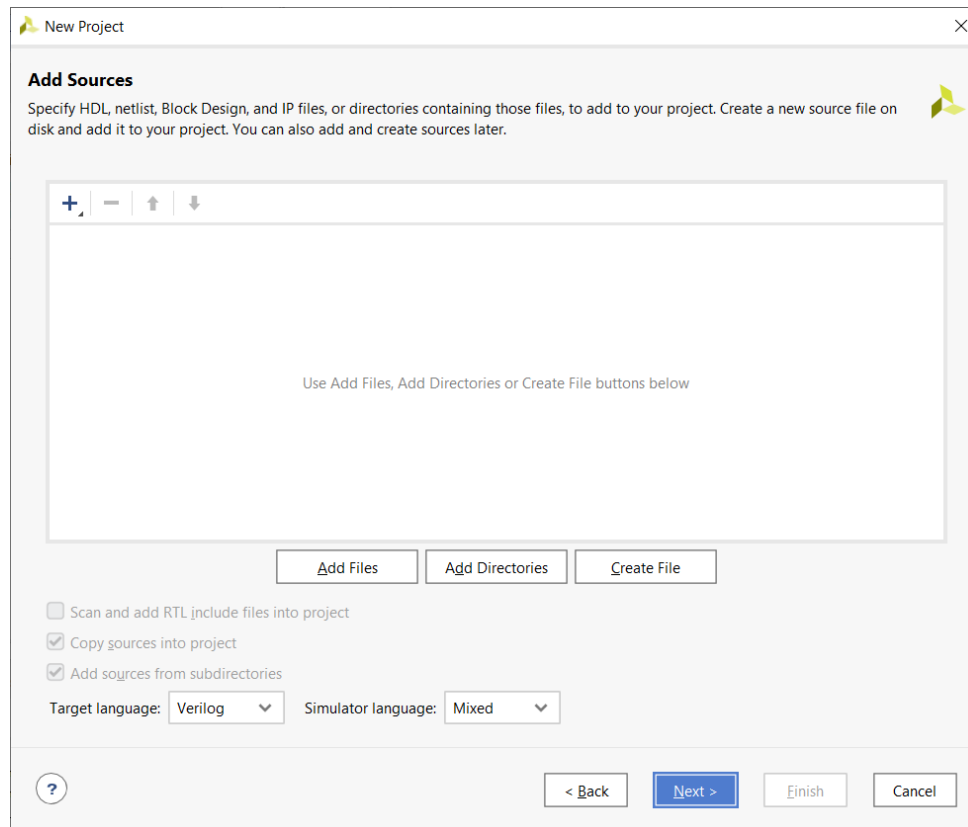 New Project
Add Sources
Specify HDL, netlist, Block Design, and IP files, or directories containing those files, to add to your project. Create a new source file on
disk and add it to your project. You can also add and create sources later.
Use Add Files, Add Directories or Create File buttons below
Add Files Add Directories Create File
Scan and add RTL include files into project
Copy sources into project
Add sources from subdirectories
Target language: Verilog Simulator language: Mixed
? < Back Next > Finish Cancel